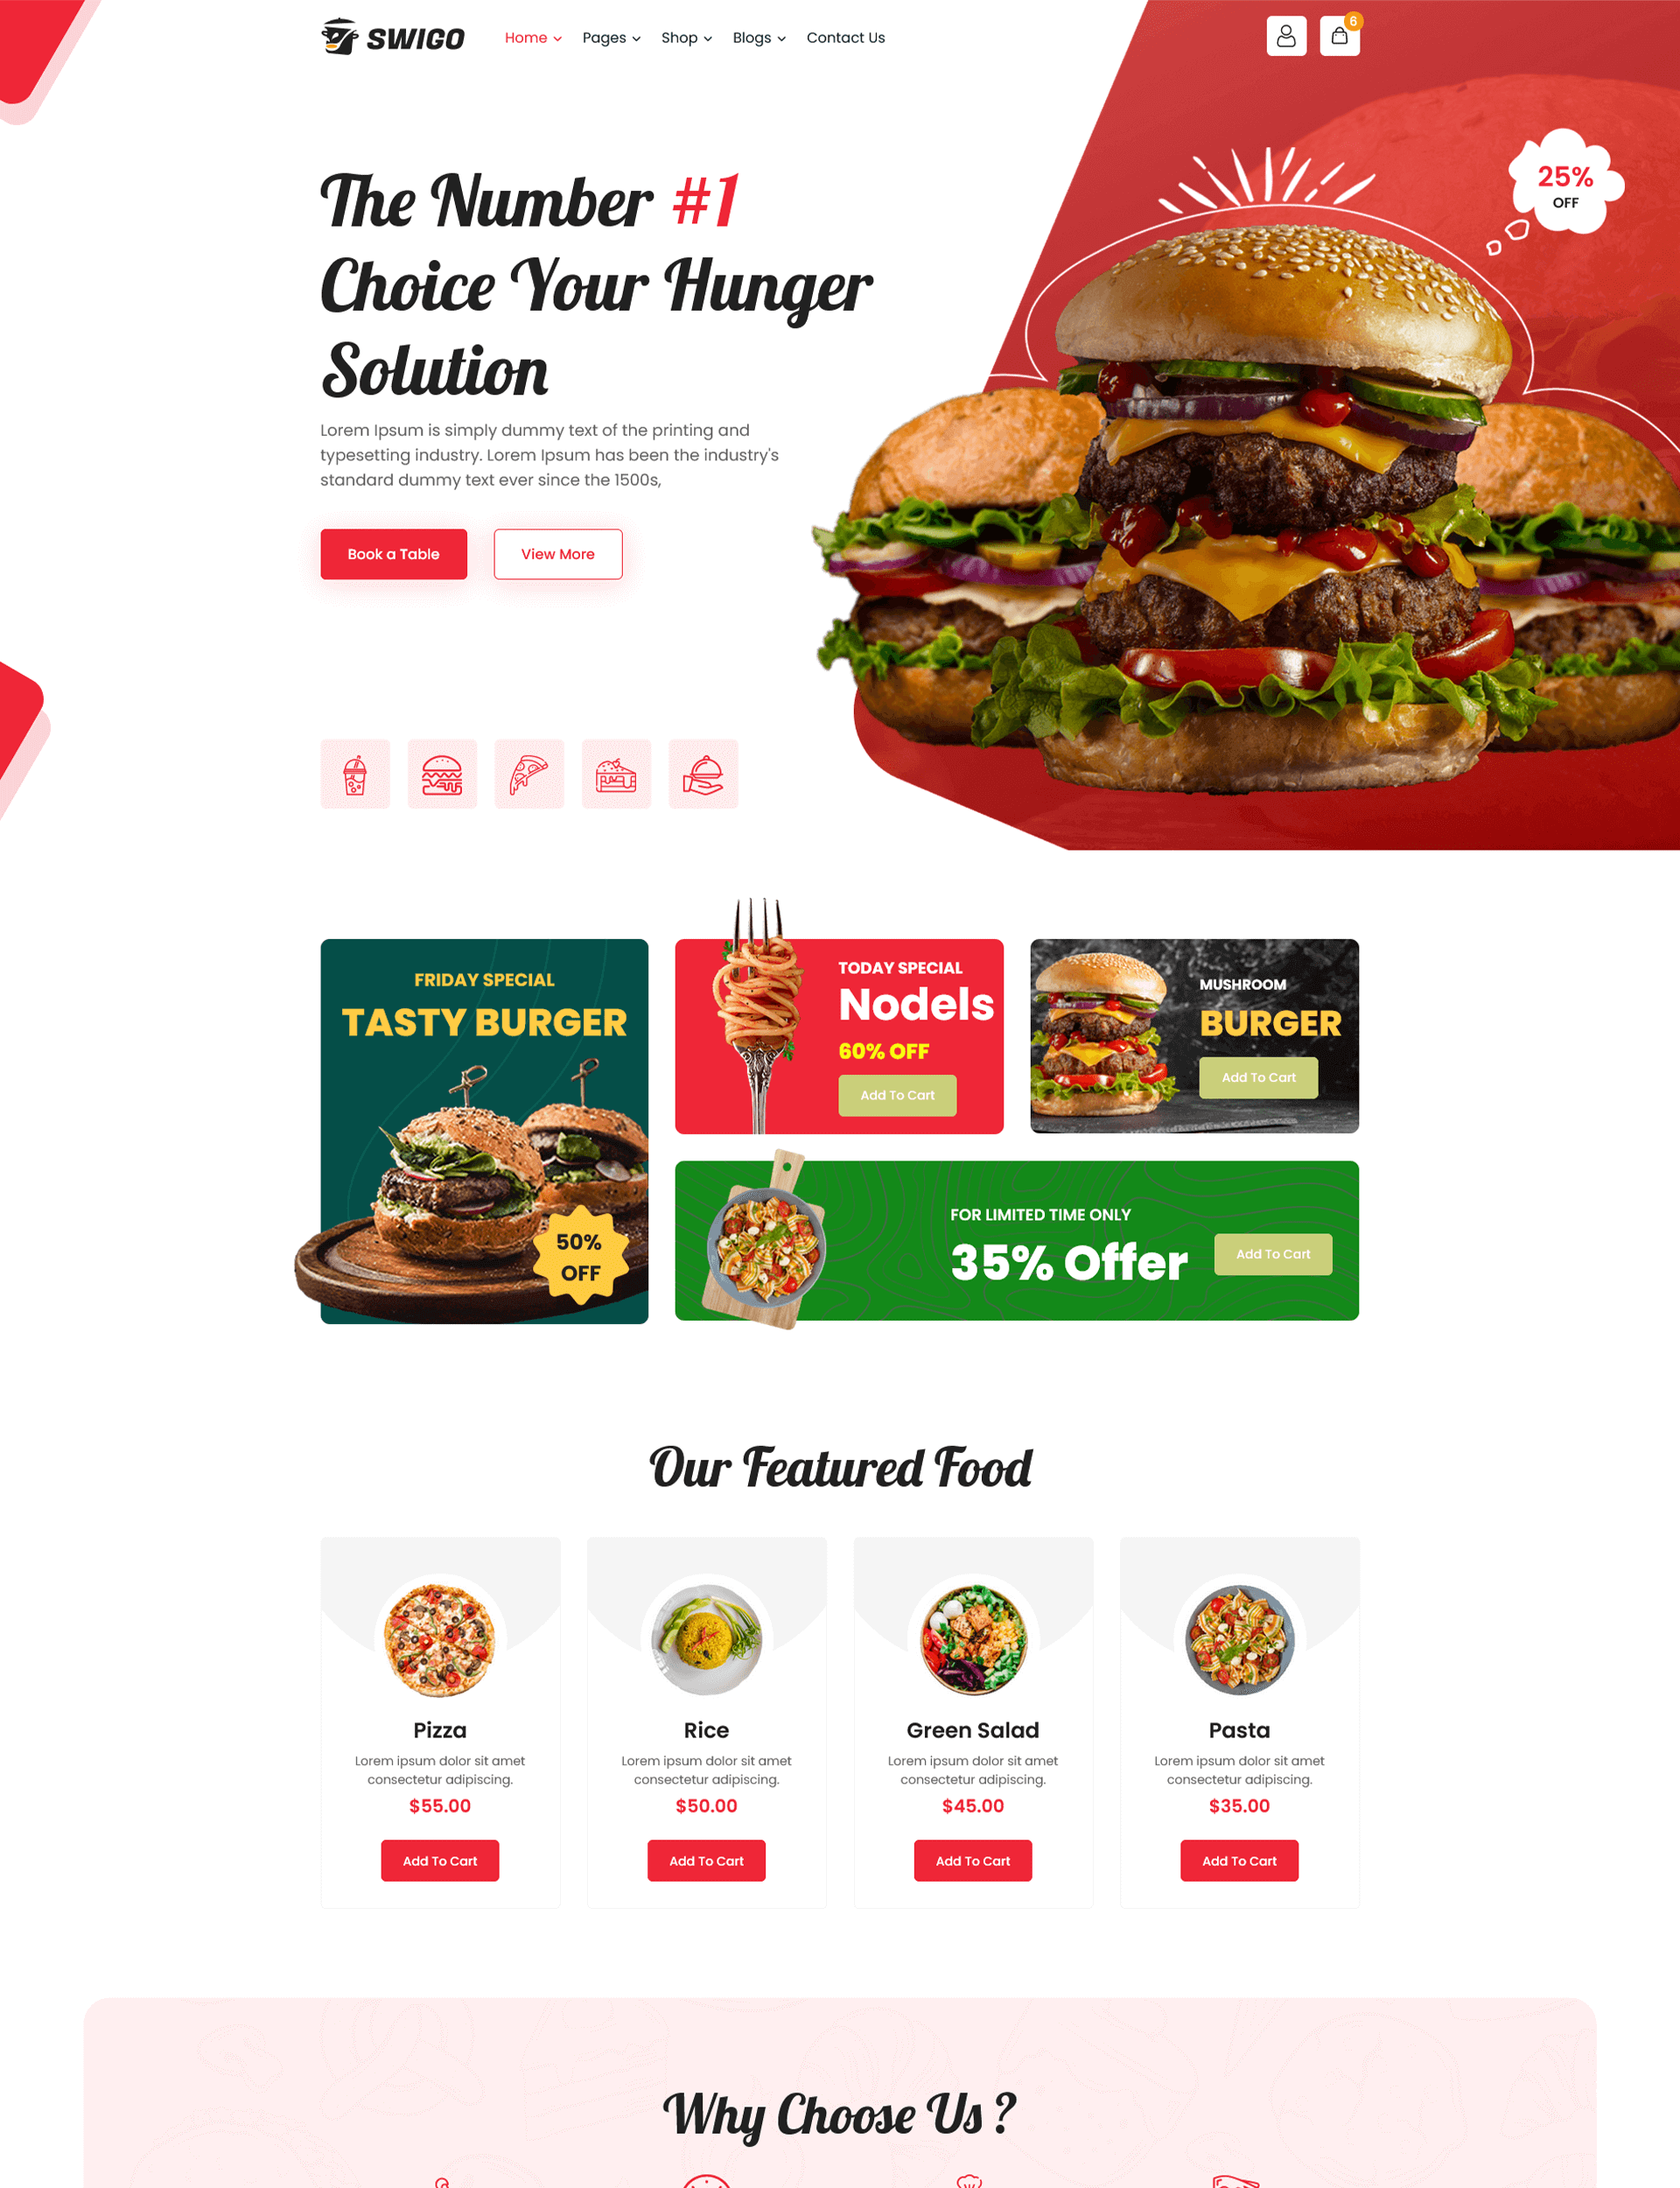 SWIGO
Home
Pages
Shop
Blogs
Contact Us
6
25%
OFF
The Number #1
Choice Your Hunger
Solution
Lorem Ipsum is simply dummy text of the printing and
typesetting industry. Lorem Ipsum has been the industry's
standard dummy text ever since the 1500s,
Book a Table
View More
FRIDAY SPECIAL
TASTY BURGER
50%
OFF
TODAY SPECIAL
Nodels
60% OFF
Add To Cart
MUSHROOM
BURGER
Add To Cart
FOR LIMITED TIME ONLY
35% Offer
Add To Cart
Our Featured Food
Pizza
Lorem ipsum dolor sit amet
consectetur adipiscing.
$55.00
Add To Cart
Rice
Lorem ipsum dolor sit amet
consectetur adipiscing.
$50.00
Add To Cart
Green Salad
Lorem ipsum dolor sit amet
consectetur adipiscing.
$45.00
Add To Cart
Pasta
Lorem ipsum dolor sit amet
consectetur adipiscing.
$35.00
Add To Cart
Why Choose Us ?